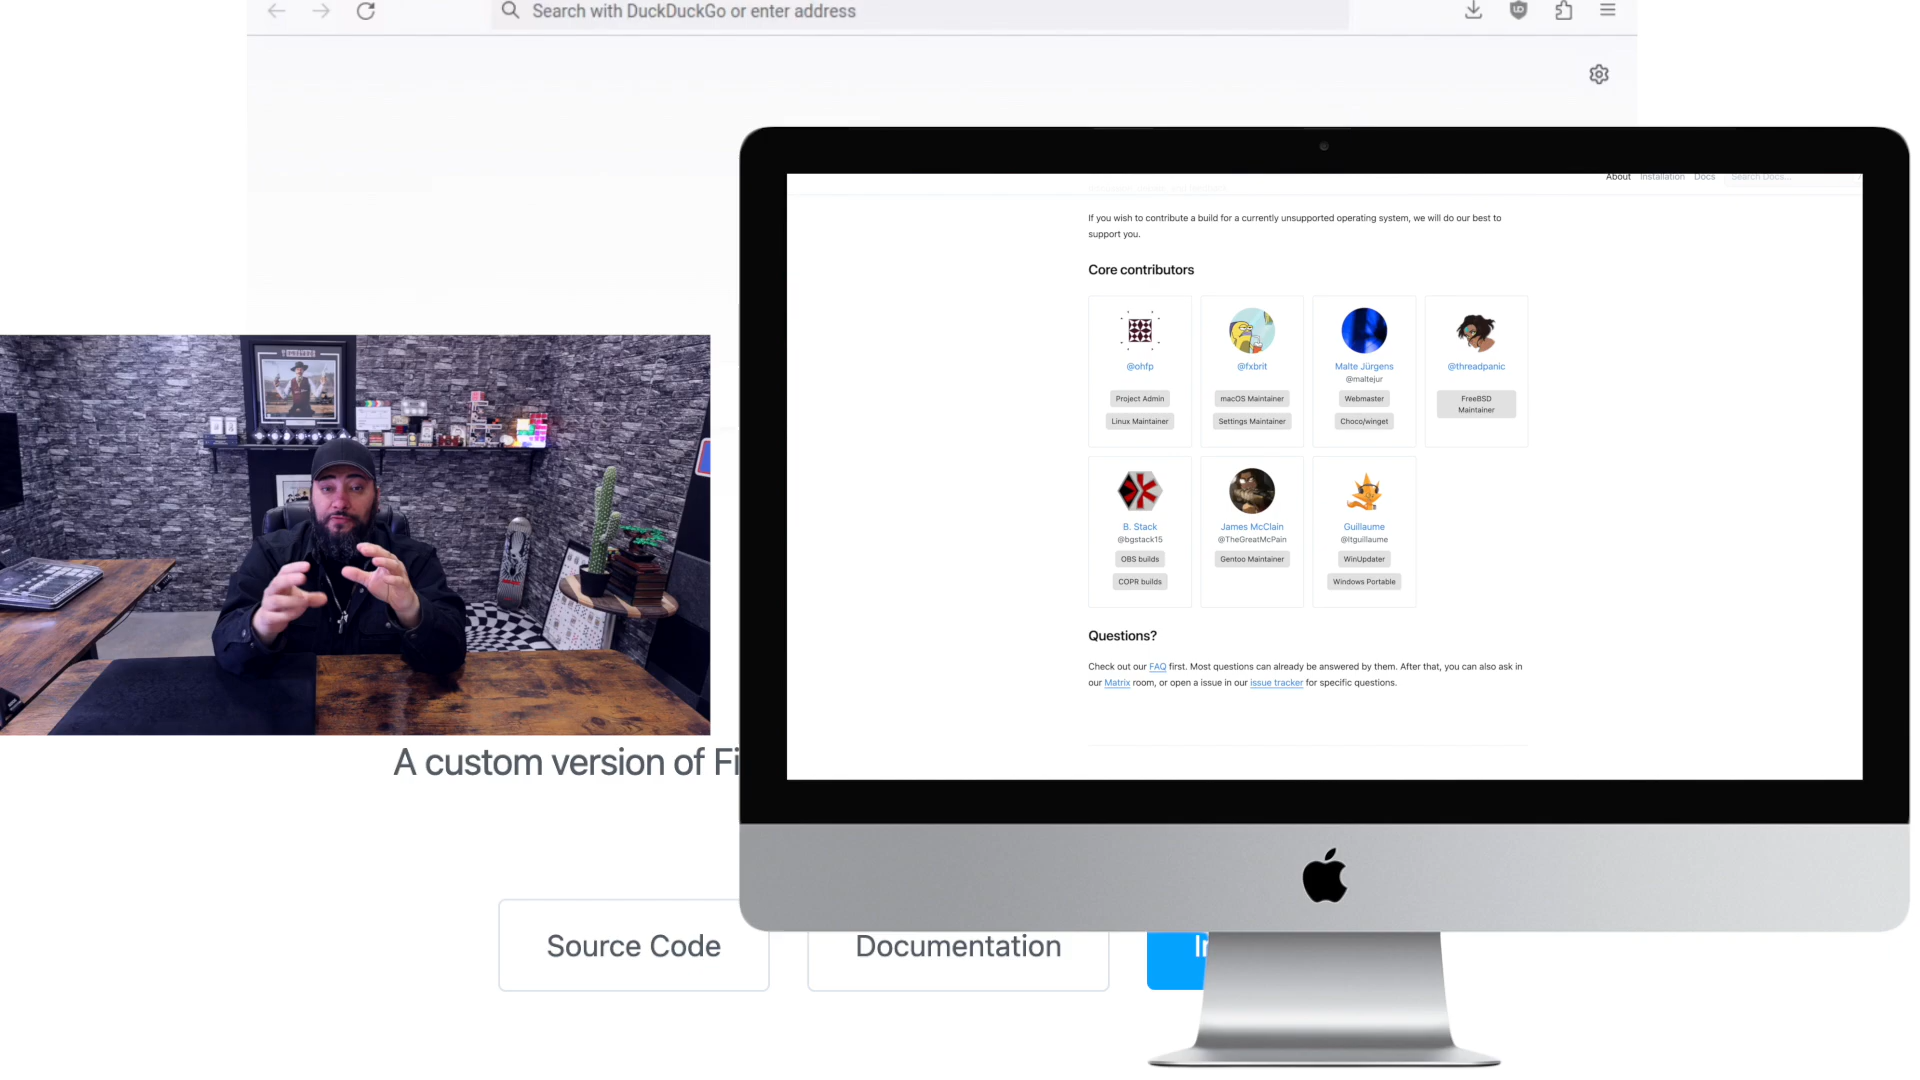 Search with DuckDuckGo or enter address
About Installation Docs Search Docs...
If you wish to contribute a build for a currently unsupported operating system, we will do our best to
support you.
Core contributors
@ohfp
Project Admin
Linux Maintainer
@fxbrit
macOS Maintainer
Settings Maintainer
Malte Jürgens
@maltejur
Webmaster
Choco/winget
@threadpanic
FreeBSD
Maintainer
B. Stack
@bgstack15
OBS builds
COPR builds
James McClain
@TheGreatMcPain
Gentoo Maintainer
Guillaume
@ltguillaume
WinUpdater
Windows Portable
Questions?
Check out our FAQ first. Most questions can already be answered by them. After that, you can also ask in
our Matrix room, or open a issue in our issue tracker for specific questions.
A custom version of Fi
Source Code
Documentation